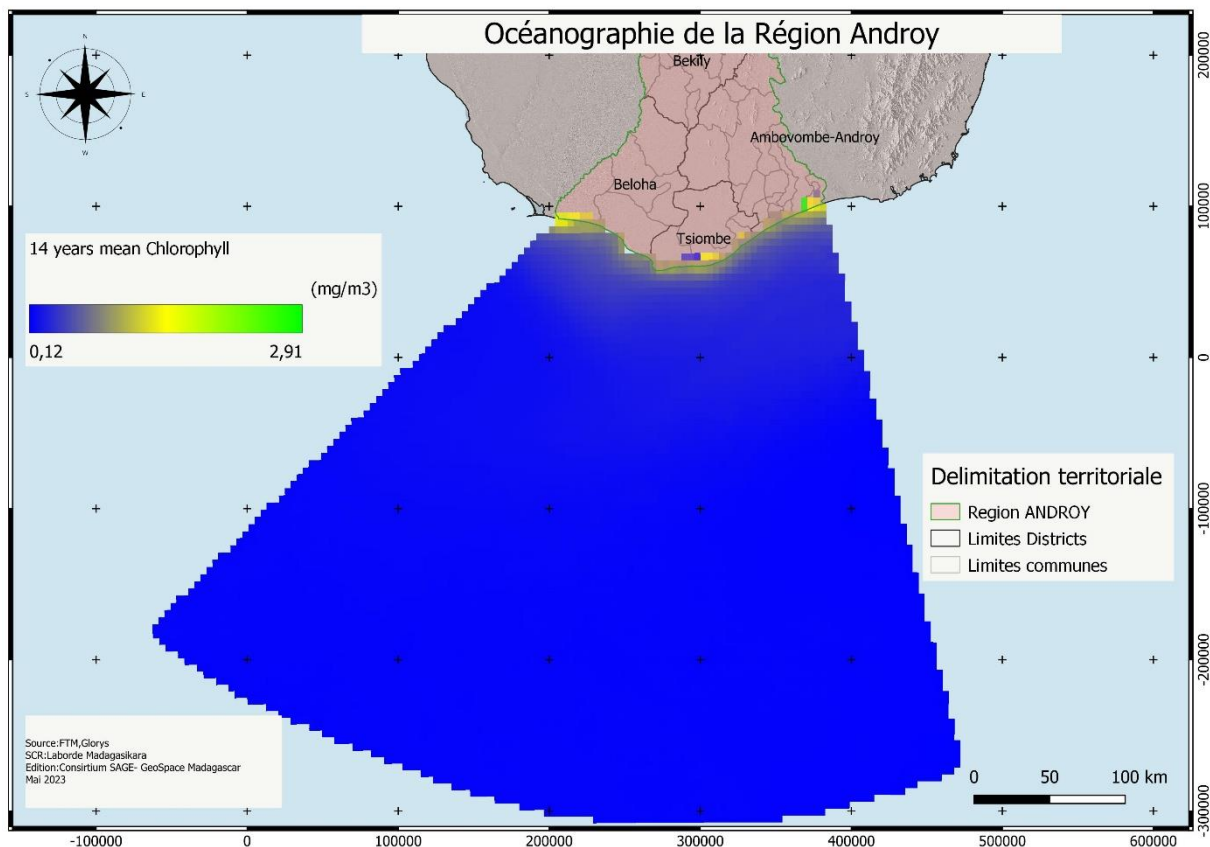 Océanographie de la Région Androy
N
S
E
W
Bekily
Ambovombe-Androy
Beloha
Tsiombe
14 years mean Chlorophyll
(mg/m3)
0,12
2,91
Delimitation territoriale
Region ANDROY
Limites Districts
Limites communes
Source:FTM,Glorys
SCR:Laborde Madagasikara
Edition:Consirtium SAGE- GeoSpace Madagascar
Mai 2023
0 50 100 km
200000
100000
0
-100000
-200000
-300000
-100000 0 100000 200000 300000 400000 500000 600000